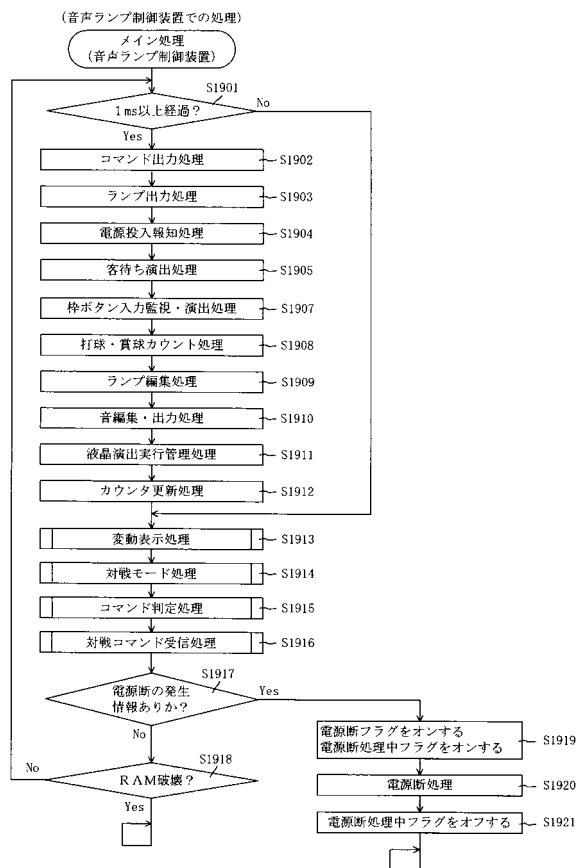 (音声ランプ制御装置での処理)
メイン処理
(音声ランプ制御装置)
S1901
1ms以上経過?
No
Yes
コマンド出力処理
S1902
ランプ出力処理
S1903
電源投入報知処理
S1904
客待ち演出処理
S1905
枠ボタン入力監視・演出処理
S1907
打球・賞球カウント処理
S1908
ランプ編集処理
S1909
音編集・出力処理
S1910
液晶演出実行管理処理
S1911
カウンタ更新処理
S1912
変動表示処理
S1913
対戦モード処理
S1914
コマンド判定処理
S1915
対戦コマンド受信処理
S1916
S1917
電源断の発生
情報ありか?
Yes
No
電源断フラグをオンする
電源断処理中フラグをオンする
S1919
S1918
RAM破壊?
No
Yes
電源断処理
S1920
電源断処理中フラグをオフする
S1921